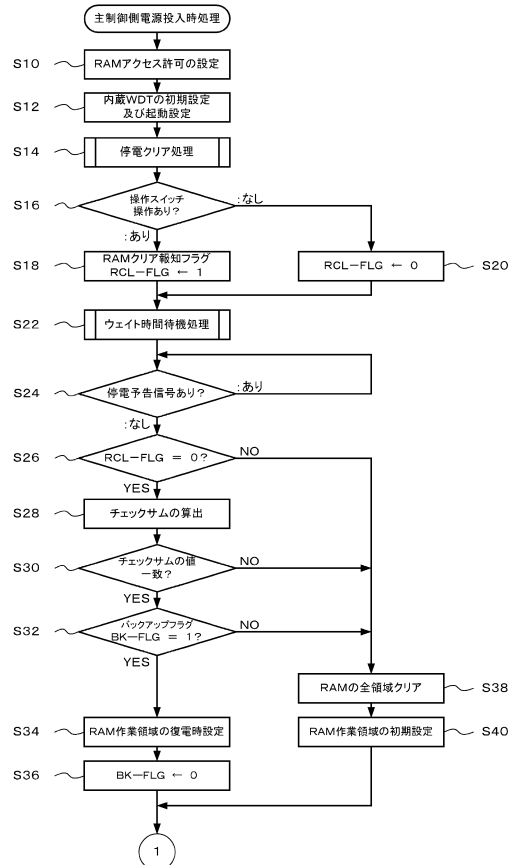 主制御側電源投入時処理
S10
RAMアクセス許可の設定
S12
内蔵WDTの初期設定
及び起動設定
S14
停電クリア処理
S16
操作スイッチ
操作あり?
:なし
:あり
S18
RAMクリア報知フラグ
RCL－FLG ← 1
RCL－FLG ← 0
S20
S22
ウェイト時間待機処理
S24
停電予告信号あり?
:あり
:なし
S26
RCL－FLG = 0?
NO
YES
S28
チェックサムの算出
S30
チェックサムの値
一致?
NO
YES
S32
バックアップフラグ
BK－FLG = 1?
NO
YES
RAMの全領域クリア
S38
S34
RAM作業領域の復電時設定
RAM作業領域の初期設定
S40
S36
BK－FLG ← 0
1